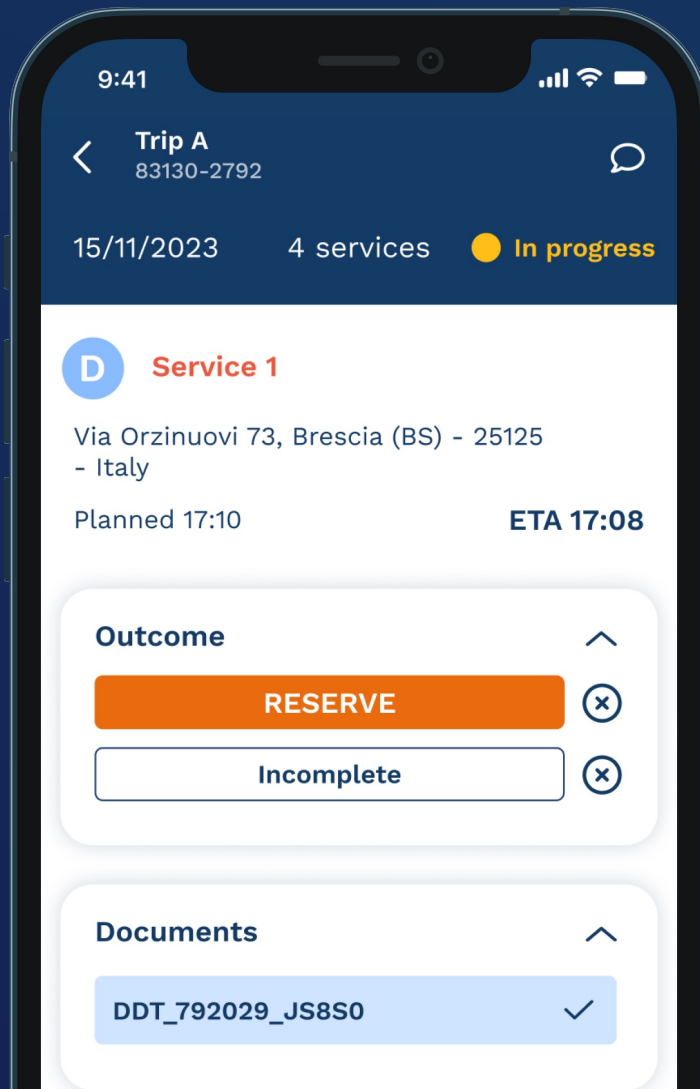 9:41
Trip A
83130-2792
15/11/2023 4 services In progress
D Service 1
Via Orzinuovi 73, Brescia (BS) - 25125
- Italy
Planned 17:10 ETA 17:08
Outcome
RESERVE
Incomplete
Documents
DDT_792029_JS8S0